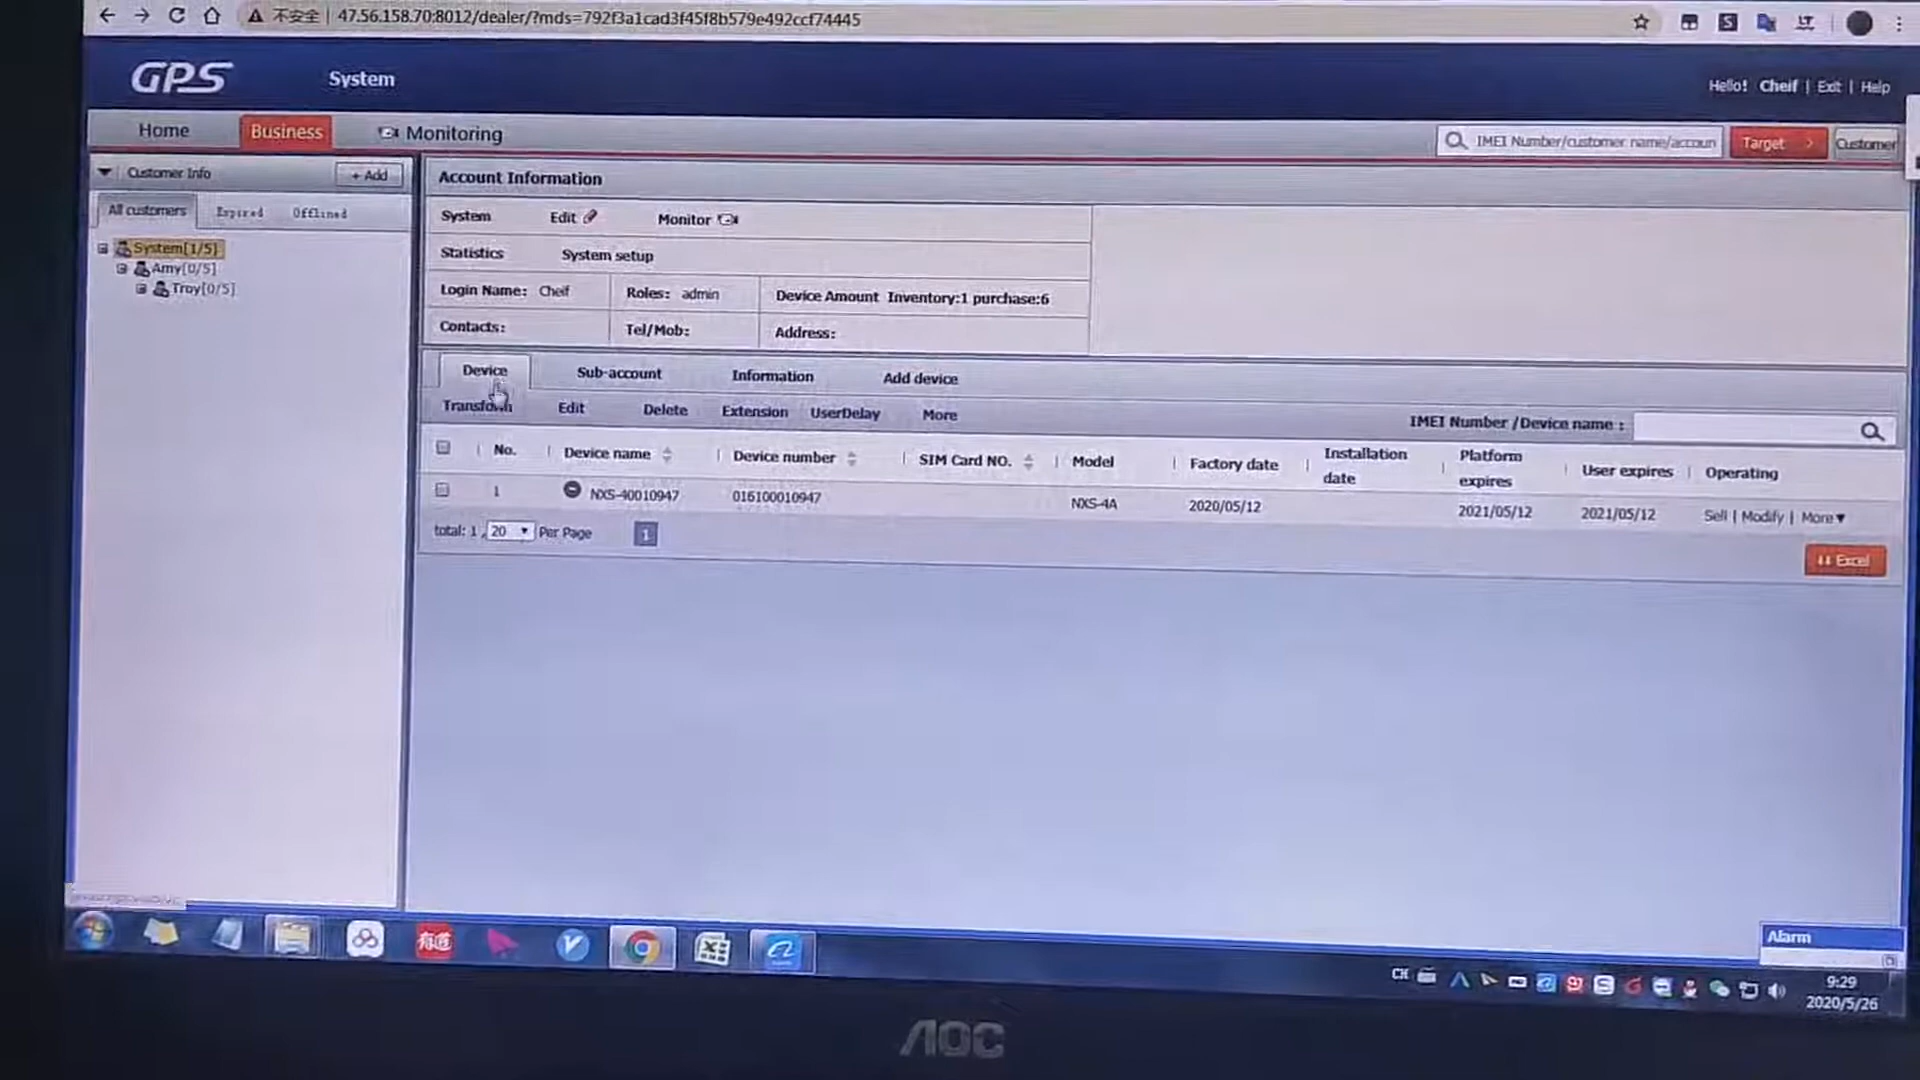 不安全 47.56.158.70:8012/dealer/?mds=792f3a1cad3f45f8b579e492ccf74445
GPS System
Hello! Cheif | Exit | Help
Home Business Monitoring
IMEI Number/customer name/accoun Target > Customer
Customer Info + Add
All customers Expired Offlined
System[1/5]
Amy[0/5]
Troy[0/5]
Account Information
System Edit Monitor
Statistics System setup
Login Name: Cheif Roles: admin Device Amount Inventory:1 purchase:6
Contacts: Tel/Mob: Address:
Device Sub-account Information Add device
Transform Edit Delete Extension UserDelay More
IMEI Number /Device name :
No. Device name Device number SIM Card NO. Model Factory date Installation date Platform expires User expires Operating
1 NXS-40010947 016100010947 NXS-4A 2020/05/12 2021/05/12 2021/05/12 Sell | Modify | More▼
total: 1 , 20 Per Page 1
Excel
Alarm
有道
CH
9:29
2020/5/26
AOC